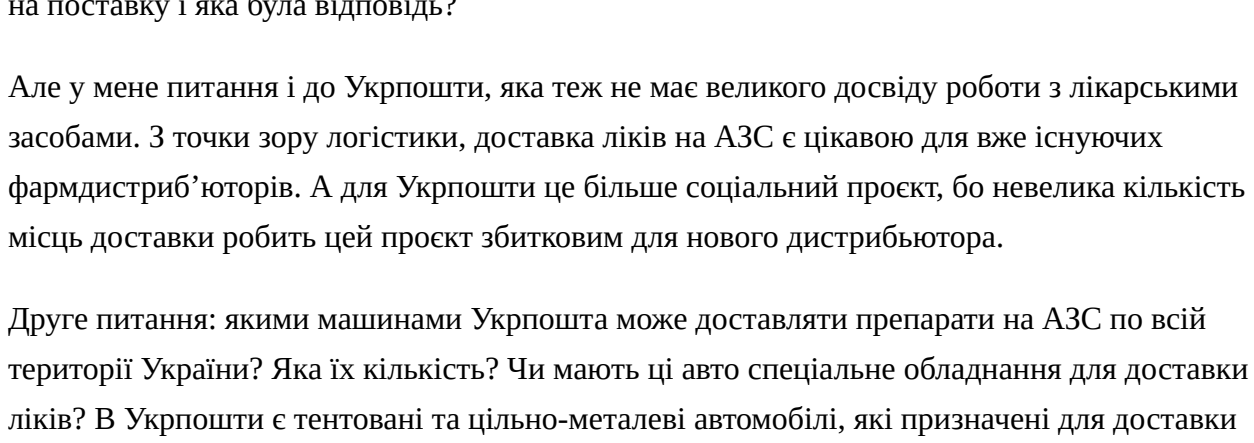 на поставку і яка була відповідь?
Але у мене питання і до Укрпошти, яка теж не має великого досвіду роботи з лікарськими
засобами. З точки зору логістики, доставка ліків на АЗС є цікавою для вже існуючих
фармдистриб’юторів. А для Укрпошти це більше соціальний проєкт, бо невелика кількість
місць доставки робить цей проєкт збитковим для нового дистрибьютора.
Друге питання: якими машинами Укрпошта може доставляти препарати на АЗС по всій
території України? Яка їх кількість? Чи мають ці авто спеціальне обладнання для доставки
ліків? В Укрпошти є тентовані та цільно-металеві автомобілі, які призначені для доставки